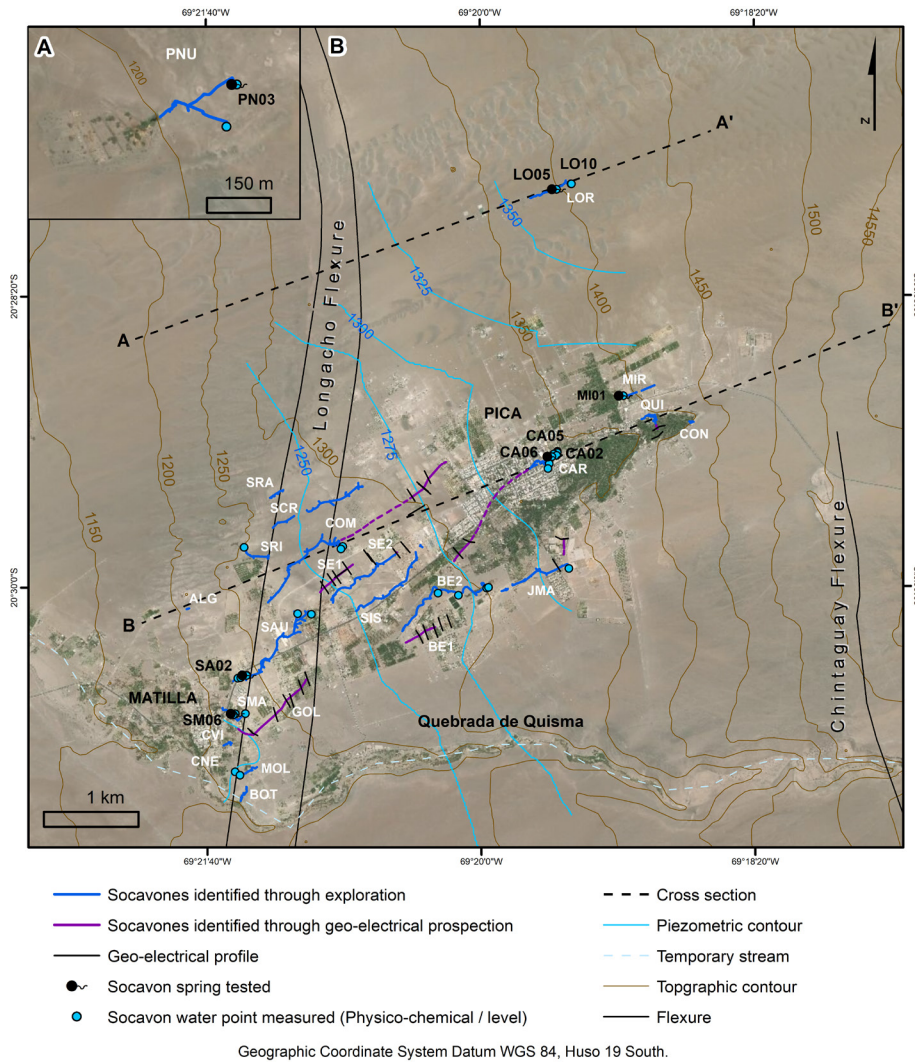 69°21'40"W
69°20'0"W
69°18'20"W
A
PNU
B
1200
PN03
150 m
N
A'
LO05
LO10
LOR
1350
1500
14550
1325
1400
1450
20°28'20"S
Longacho Flexure
1300
1350
A
B'
MIR
MI01
QUI
PICA
CON
CA05
CA06
CA02
CAR
1275
1250
1300
1200
1250
1150
SRA
SCR
COM
SRI
SE2
SE1
20°30'0"S
ALG
BE2
JMA
B
SIS
SAU
BE1
SA02
MATILLA
SMA
SM06
GOL
CVI
CNE
MOL
BOT
Quebrada de Quisma
Chintaguay Flexure
1 km
69°21'40"W
69°20'0"W
69°18'20"W
Socavones identified through exploration
Socavones identified through geo-electrical prospection
Geo-electrical profile
Socavon spring tested
Socavon water point measured (Physico-chemical / level)
Cross section
Piezometric contour
Temporary stream
Topgraphic contour
Flexure
Geographic Coordinate System Datum WGS 84, Huso 19 South.